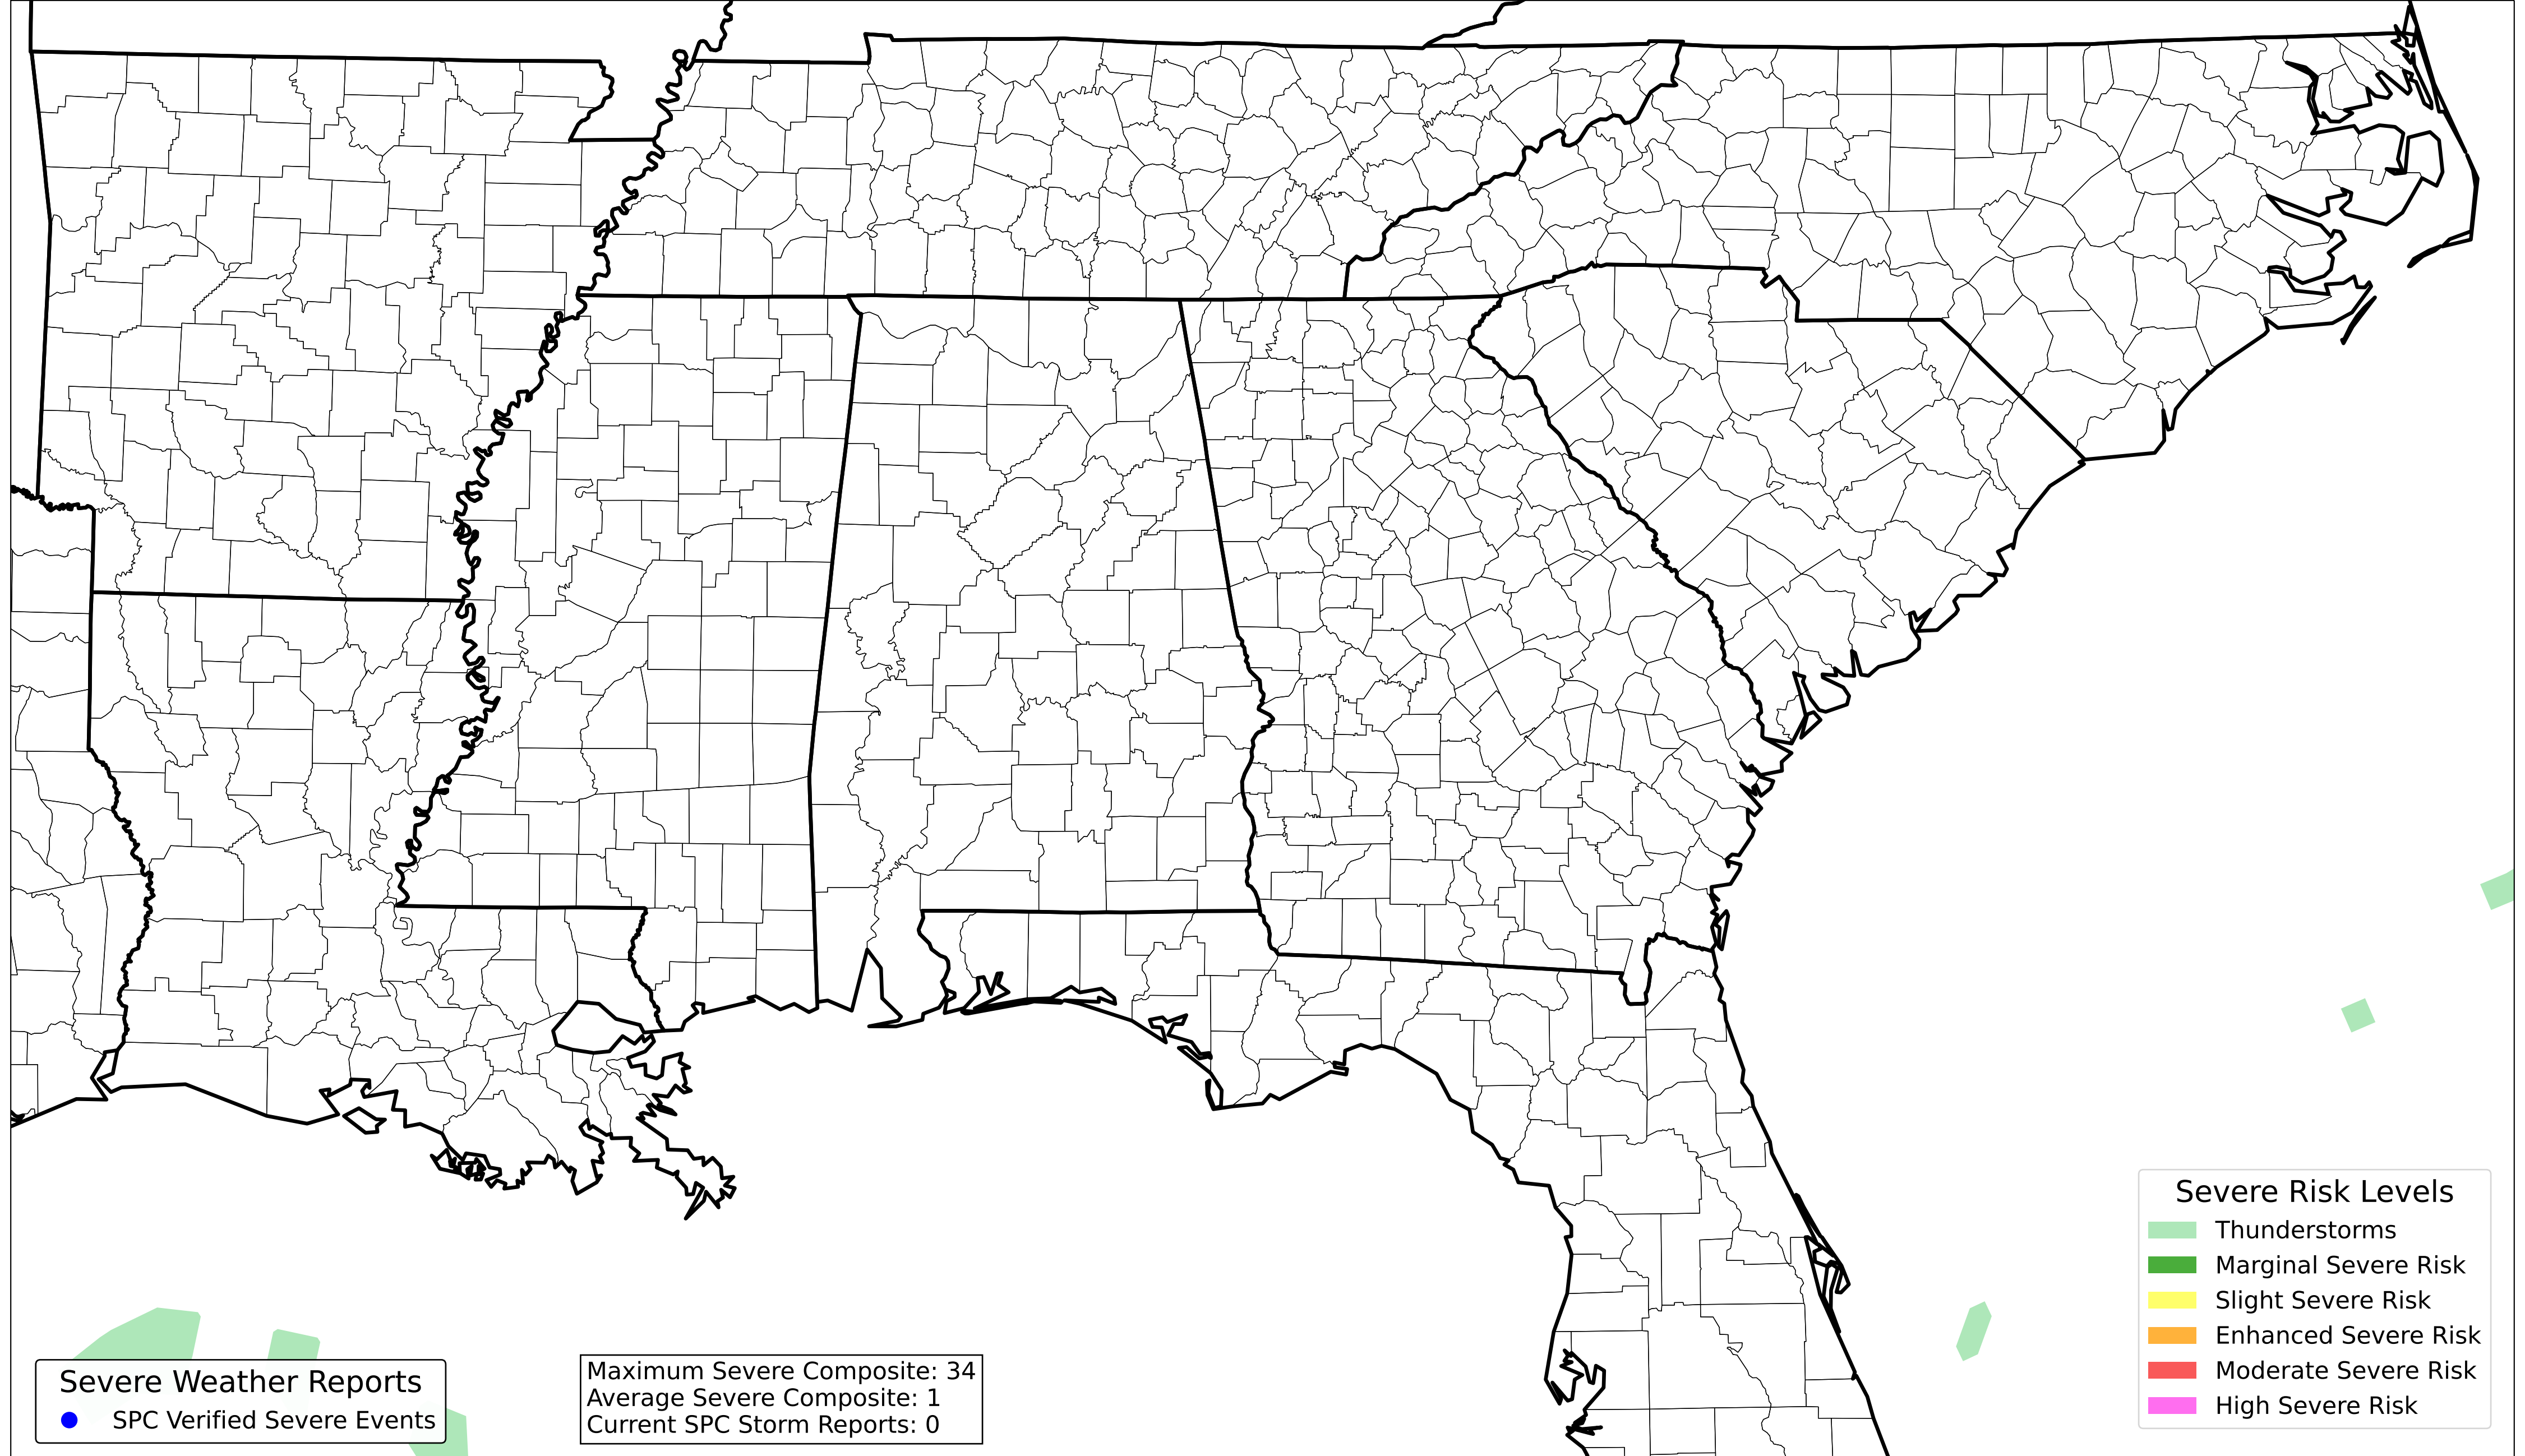 Severe Risk Levels
Thunderstorms
Marginal Severe Risk
Slight Severe Risk
Enhanced Severe Risk
Moderate Severe Risk
High Severe Risk
Severe Weather Reports
SPC Verified Severe Events
Maximum Severe Composite: 34
Average Severe Composite: 1
Current SPC Storm Reports: 0